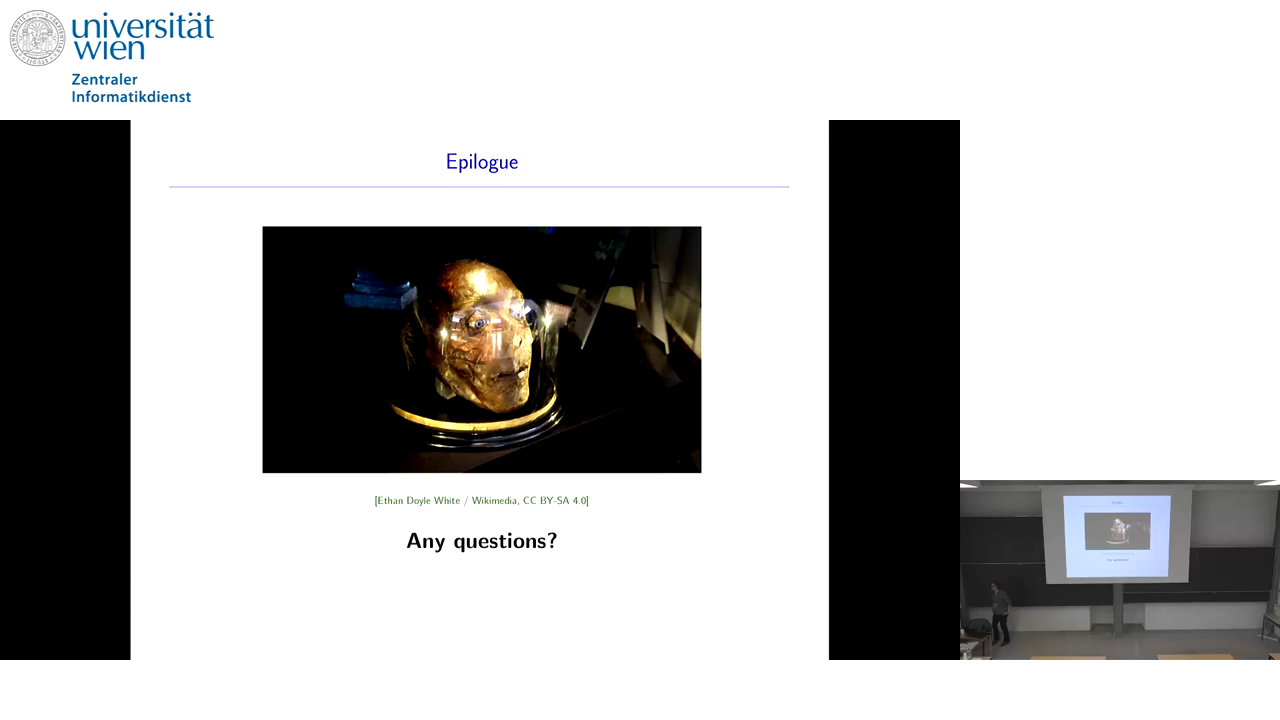 universität
wien
Zentraler
Informatikdienst
Epilogue
[Ethan Doyle White / Wikimedia, CC BY-SA 4.0]
Any questions?